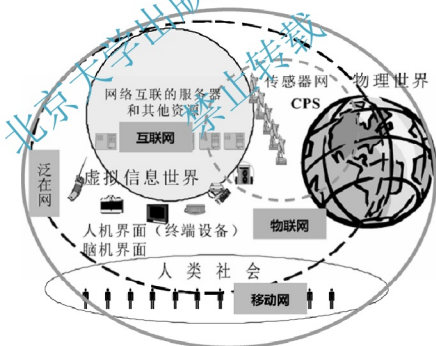 北京大学出版
禁止转载
网络互联的服务器
和其他资源
互联网
传感器网
CPS
物理世界
泛在网
虚拟信息世界
人机界面（终端设备）
脑机界面
物联网
人类社会
移动网